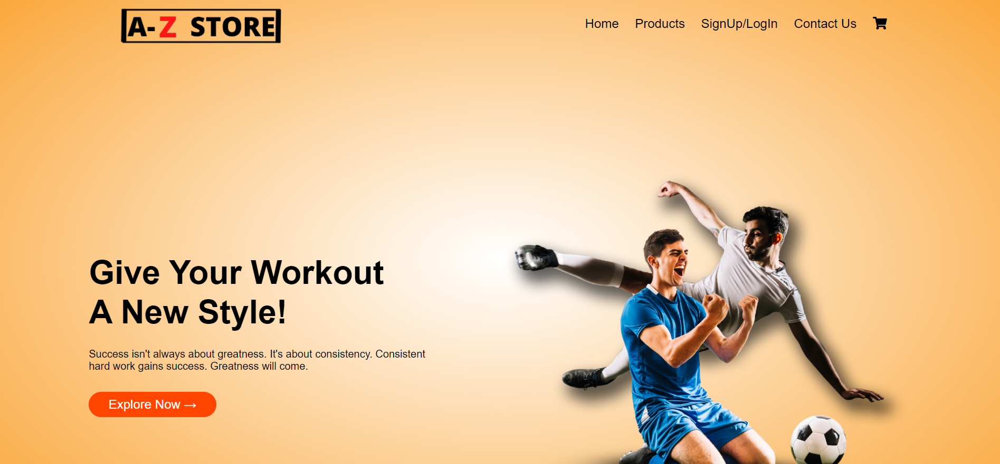 A-Z STORE
Home Products SignUp/LogIn Contact Us
Give Your Workout
A New Style!
Success isn't always about greatness. It's about consistency. Consistent
hard work gains success. Greatness will come.
Explore Now →